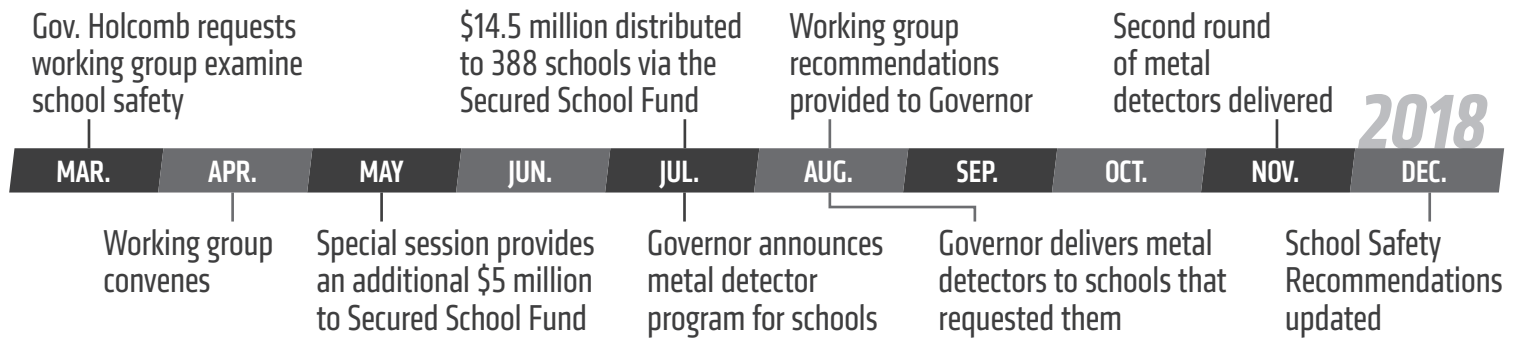 Gov. Holcomb requests
working group examine
school safety
$14.5 million distributed
to 388 schools via the
Secured School Fund
Working group
recommendations
provided to Governor
Second round
of metal
detectors delivered
2018
MAR.
APR.
MAY
JUN.
JUL.
AUG.
SEP.
OCT.
NOV.
DEC.
Working group
convenes
Special session provides
an additional $5 million
to Secured School Fund
Governor announces
metal detector
program for schools
Governor delivers metal
detectors to schools that
requested them
School Safety
Recommendations
updated